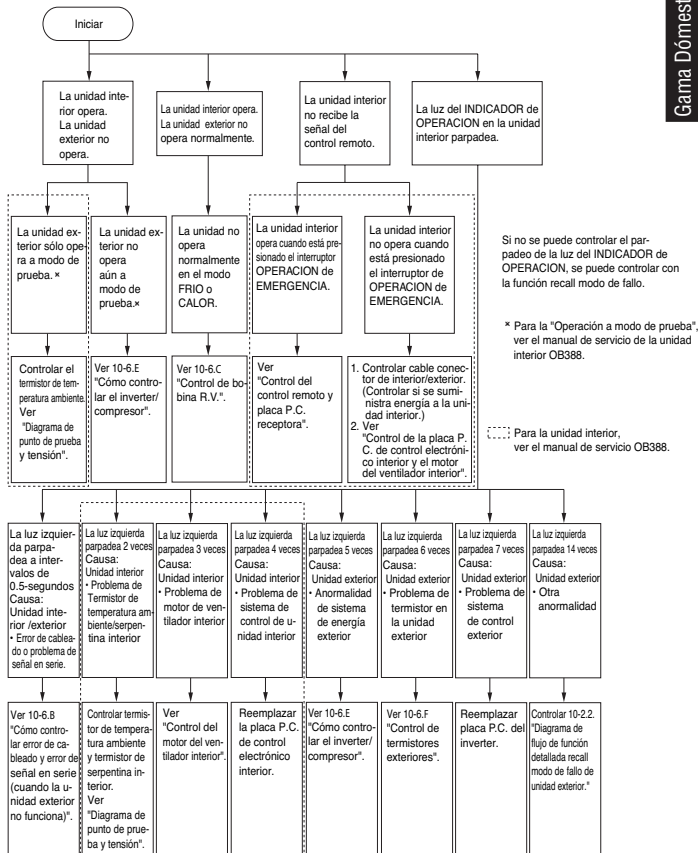 Gama Dómest
Iniciar
La unidad inte-
rior opera.
La unidad
exterior no
opera.
La unidad interior opera.
La unidad exterior no
opera normalmente.
La unidad interior
no recibe la
señal del
control remoto.
La luz del INDICADOR de
OPERACION en la unidad
interior parpadea.
La unidad ex-
terior sólo ope-
ra a modo de
prueba.*
La unidad ex-
terior no
opera
aún a
modo de
prueba.*
La unidad no
opera
normalmente
en el modo
FRIO o
CALOR.
La unidad interior
opera cuando está pre-
sionado el interruptor
OPERACION de
EMERGENCIA.
La unidad interior
no opera cuando
está presionado
el interruptor de
OPERACION de
EMERGENCIA.
Si no se puede controlar el par-
padeo de la luz del INDICADOR de
OPERACION, se puede controlar con
la función recall modo de fallo.
* Para la "Operación a modo de prueba",
ver el manual de servicio de la unidad
interior OB388.
Para la unidad interior,
ver el manual de servicio OB388.
Controlar el
termistor de tem-
peratura ambiente.
Ver
"Diagrama de
punto de prueba
y tensión".
Ver 10-6.E
"Cómo contro-
lar el inverter/
compresor".
Ver 10-6.C
"Control de bo-
bina R.V.".
Ver
"Control del
control remoto y
placa P.C.
receptora".
1. Controlar cable conec-
tor de interior/exterior.
(Controlar si se sumi-
nistra energía a la uni-
dad interior.)
2. Ver
"Control de la placa P.
C. de control electróni-
co interior y el motor
del ventilador interior".
La luz izquier-
da parpa-
dea a inter-
valos de
0.5-segundos
Causa:
Unidad inte-
rior /exterior
• Error de cablea-
do o problema de
señal en serie.
La luz izquierda
parpadea 2 veces
Causa:
Unidad interior
• Problema de
Termistor de
temperatura am-
biente/serpen-
tina interior
La luz izquierda
parpadea 3 veces
Causa:
Unidad interior
• Problema de
motor de ven-
tilador interior
La luz izquierda
parpadea 4 veces
Causa:
Unidad interior
• Problema de
sistema de
control de u-
nidad interior
La luz izquierda
parpadea 5 veces
Causa:
Unidad exterior
• Anormalidad
de sistema
de energía
exterior
La luz izquierda
parpadea 6 veces
Causa:
Unidad exterior
• Problema de
termistor en
la unidad
exterior
La luz izquierda
parpadea 7 veces
Causa:
Unidad exterior
• Problema de
sistema
de control
exterior
La luz izquierda
parpadea 14 veces
Causa:
Unidad exterior
• Otra
anormalidad
Ver 10-6.B
"Cómo contro-
lar error de ca-
bleado y error de
señal en serie
(cuando la u-
nidad exterior
no funciona)".
Controlar termis-
tor de tempera-
tura ambiente
y termistor de
serpentina in-
terior.
Ver
"Diagrama de
punto de prue-
ba y tensión".
Ver
"Control del
motor del ven-
tilador interior".
Reemplazar
la placa P.C.
de control
electrónico
interior.
Ver 10-6.E
"Cómo contro-
lar el inverter/
compresor".
Ver 10-6.F
"Control de
termistores
exteriores".
Reemplazar
placa P.C. del
inverter.
Controlar 10-2.2.
"Diagrama de
flujo de función
detallada recall
modo de fallo de
unidad exterior."